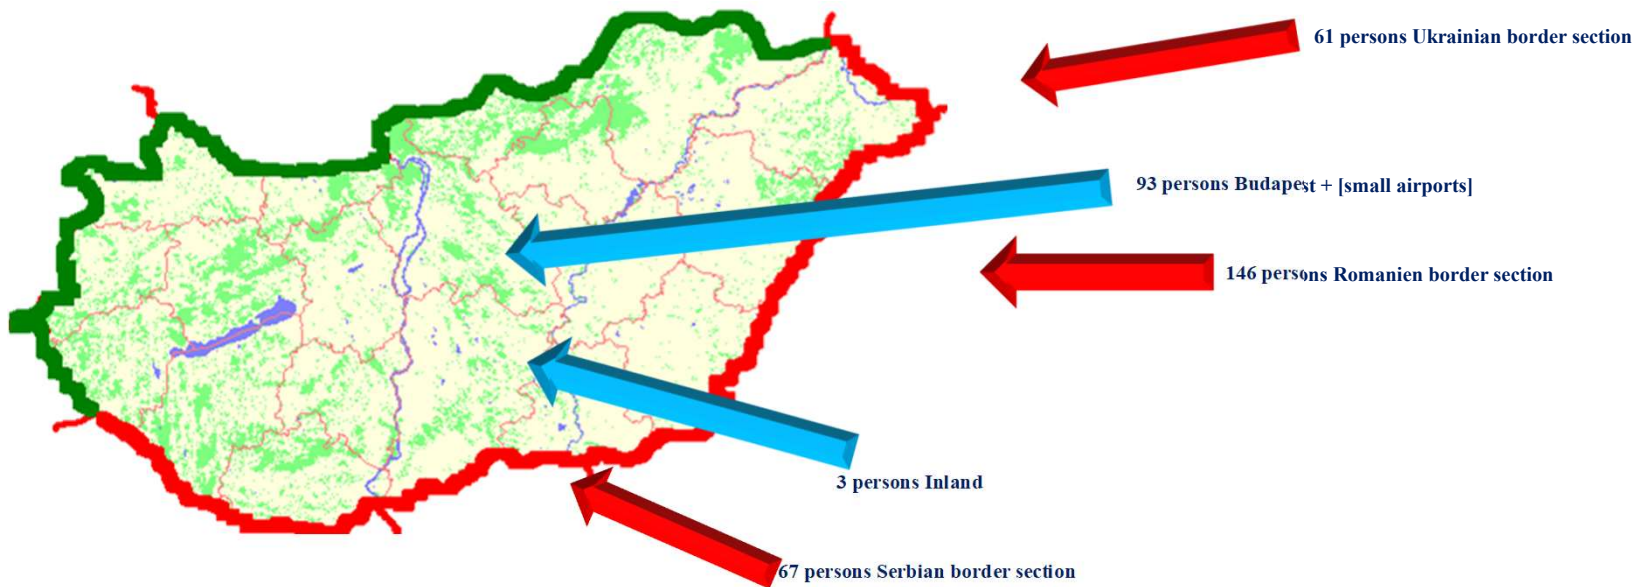 61 persons Ukrainian border section
93 persons Budapest + [small airports]
146 persons Romanien border section
3 persons Inland
67 persons Serbian border section